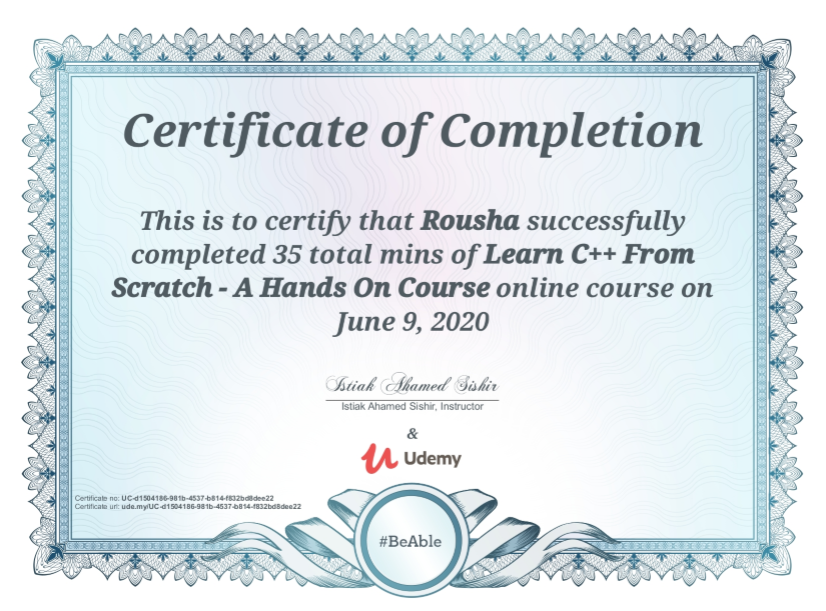 Certificate of Completion
This is to certify that Rousha successfully
completed 35 total mins of Learn C++ From
Scratch - A Hands On Course online course on
June 9, 2020
Istiak Ahamed Sishir
Istiak Ahamed Sishir, Instructor
&
Udemy
Certificate no: UC-d1504186-981b-4537-b814-f832bd8dee22
Certificate url: ude.my/UC-d1504186-981b-4537-b814-f832bd8dee22
#BeAble